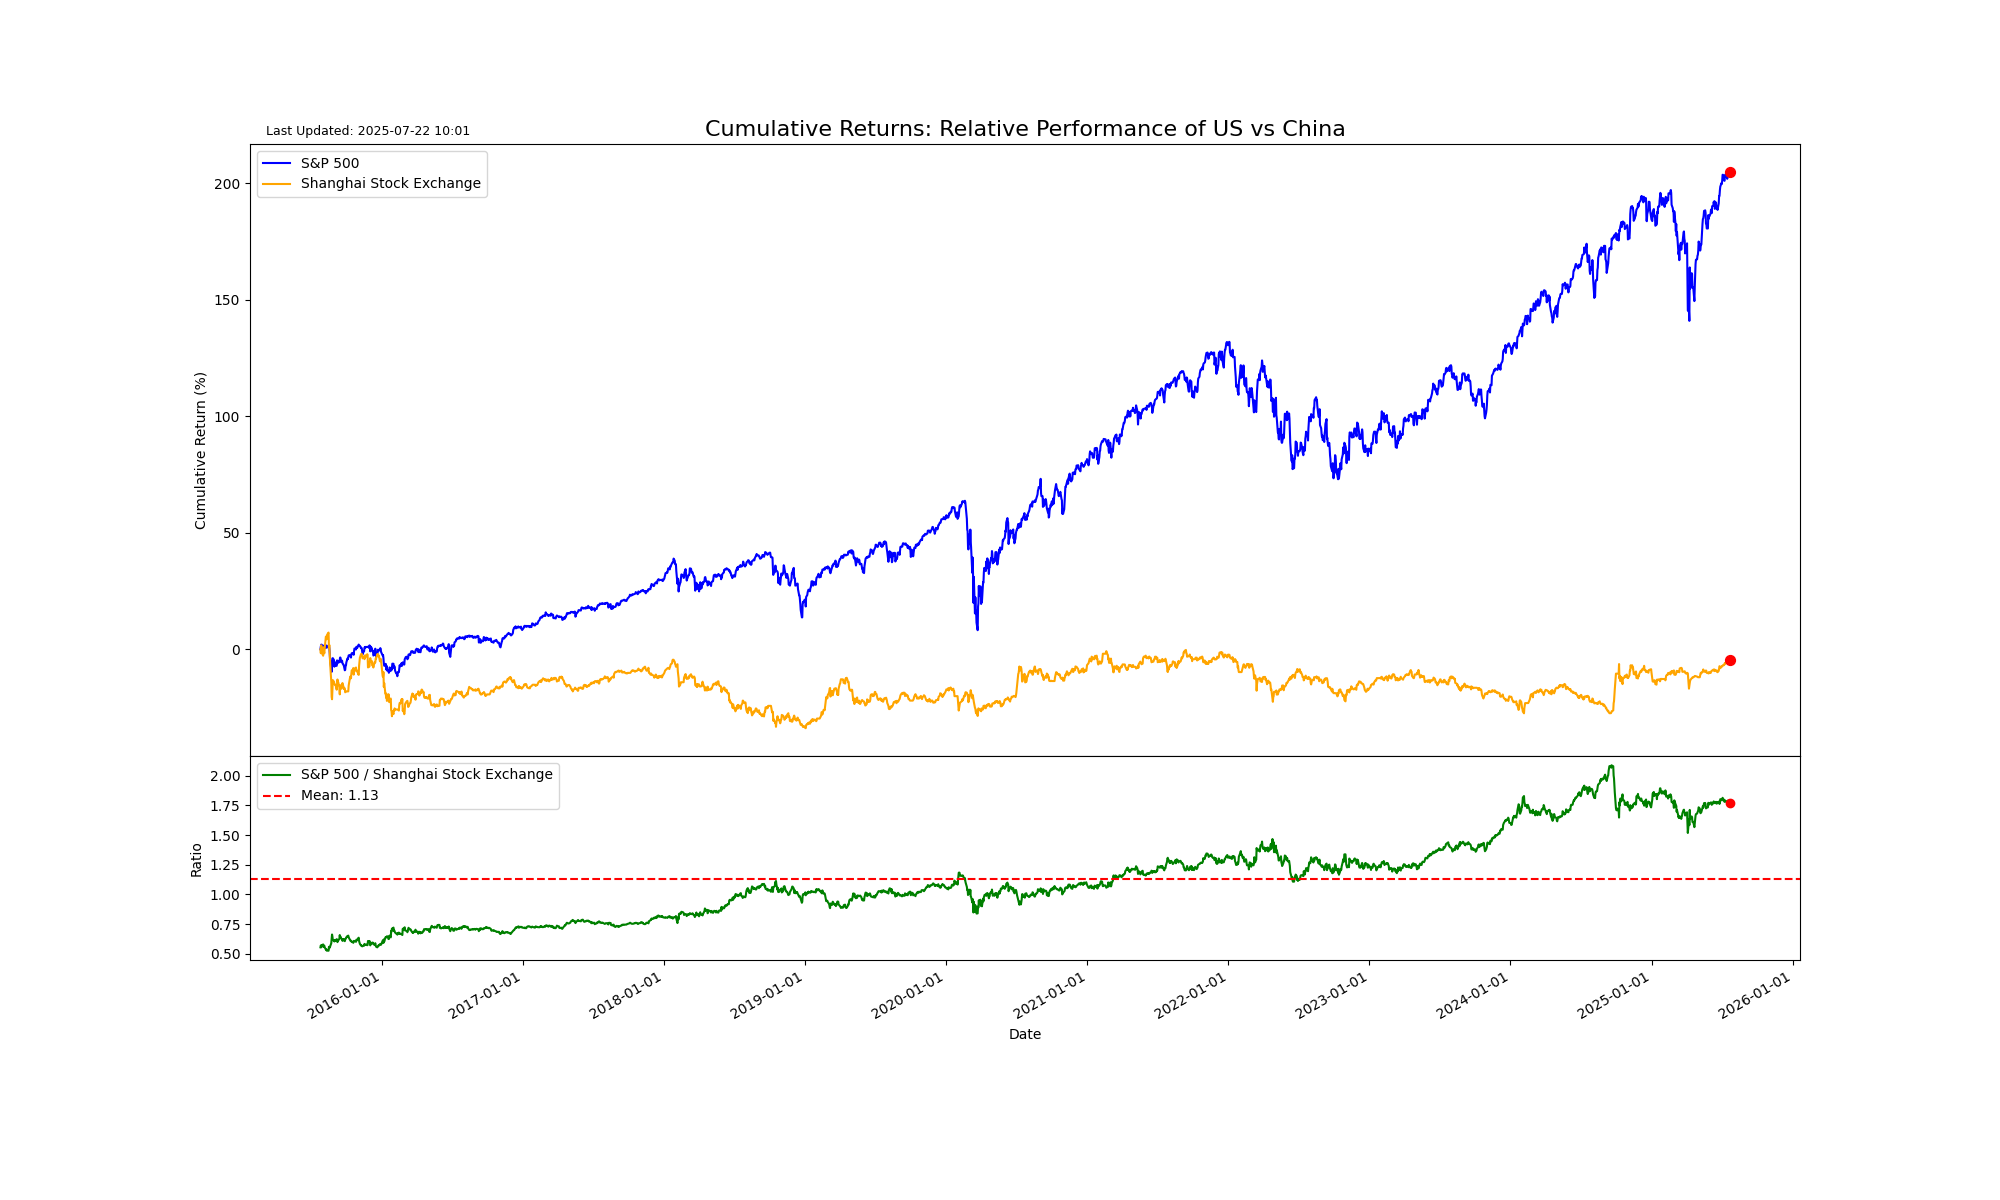 Last Updated: 2025-07-22 10:01
Cumulative Returns: Relative Performance of US vs China
S&P 500
Shanghai Stock Exchange
200
150
100
50
0
Cumulative Return (%)
S&P 500 / Shanghai Stock Exchange
Mean: 1.13
2.00
1.75
1.50
1.25
1.00
0.75
0.50
Ratio
2016-01-01
2017-01-01
2018-01-01
2019-01-01
2020-01-01
2021-01-01
2022-01-01
2023-01-01
2024-01-01
2025-01-01
2026-01-01
Date